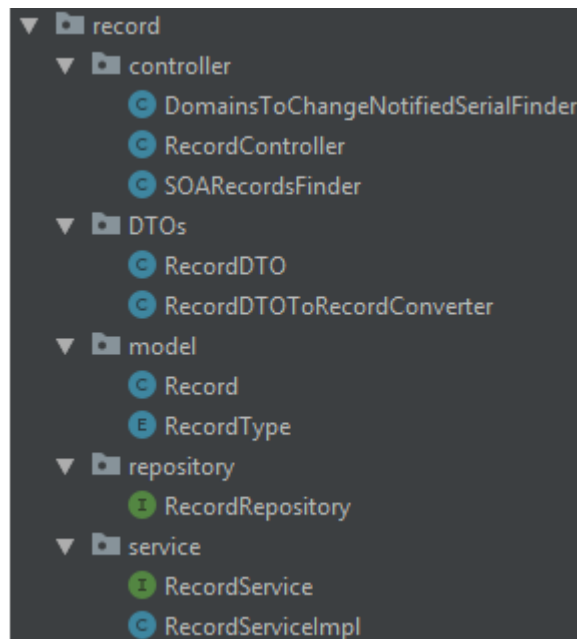 record
controller
C DomainsToChangeNotifiedSerialFinder
C RecordController
C SOARecordsFinder
DTOs
C RecordDTO
C RecordDTOToRecordConverter
model
C Record
E RecordType
repository
I RecordRepository
service
I RecordService
C RecordServiceImpl